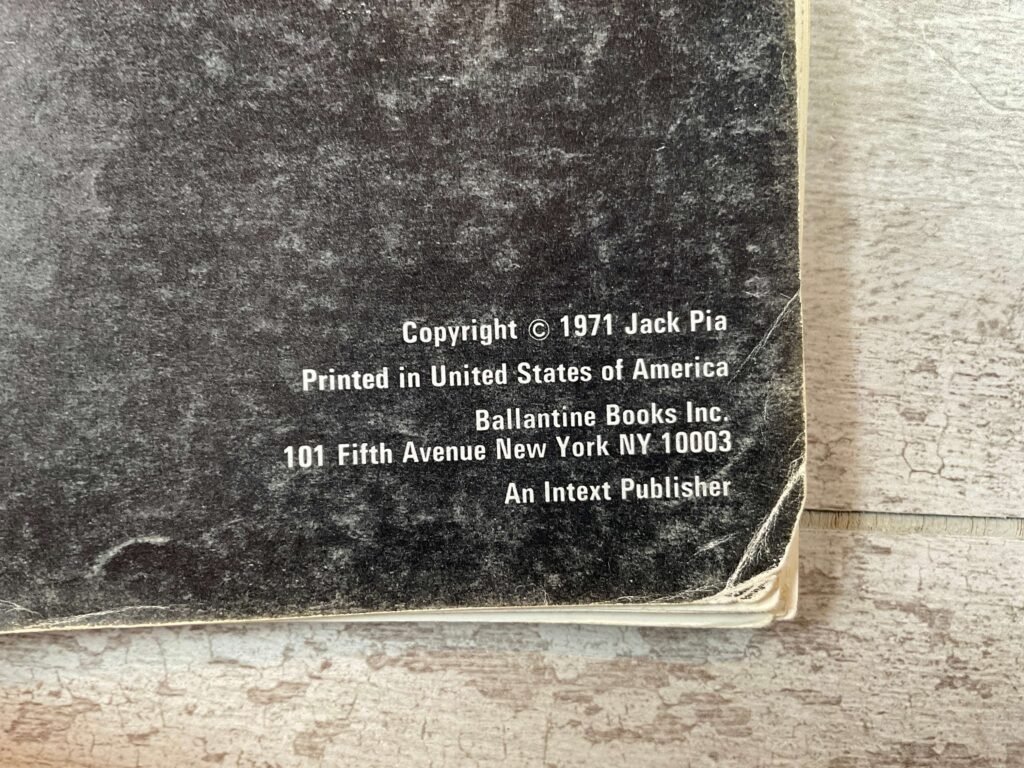 Copyright © 1971 Jack Pia
Printed in United States of America
Ballantine Books Inc.
101 Fifth Avenue New York NY 10003
An Intext Publisher